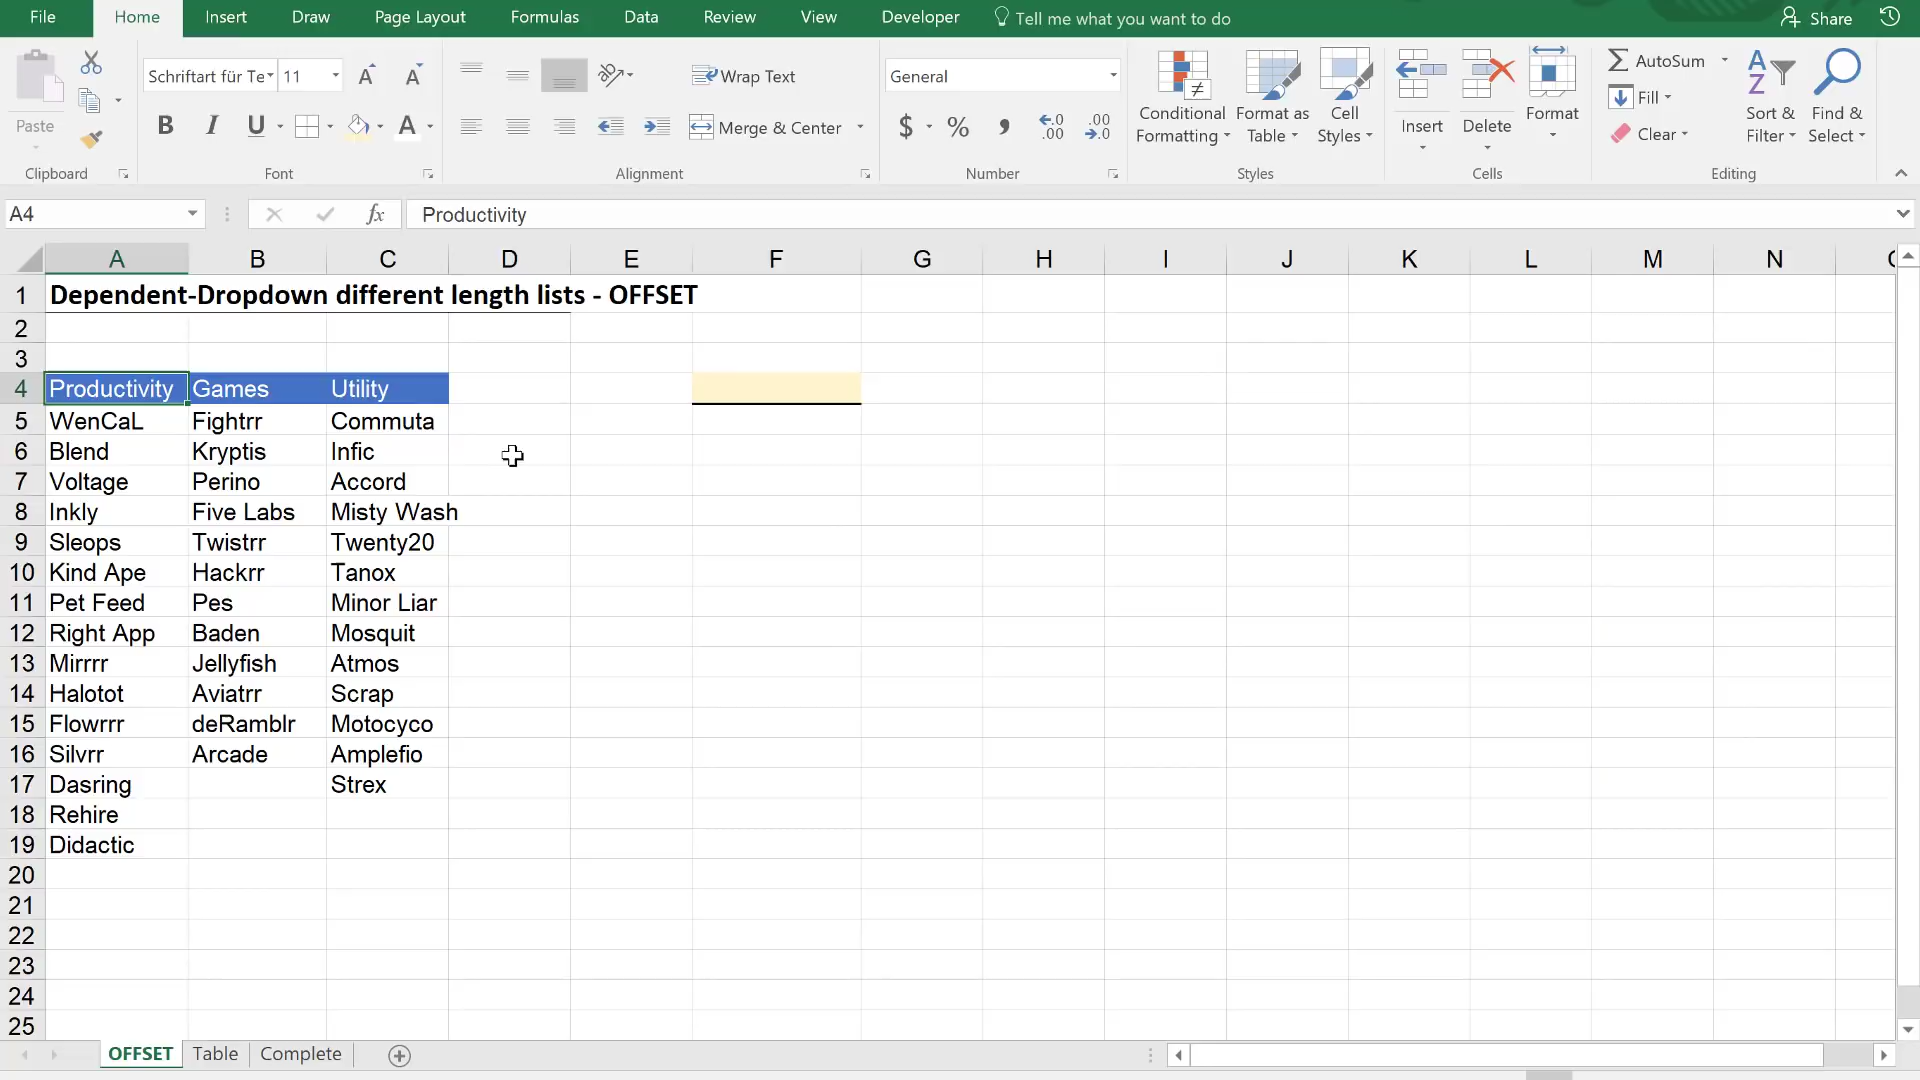 File Home Insert Draw Page Layout Formulas Data Review View Developer Tell me what you want to do Share
Schriftart für Te 11 Wrap Text General AutoSum
Fill
Paste B I U A Merge & Center $ % , Conditional Formatting Format as Table Cell Styles Insert Delete Format Clear Sort & Filter Find & Select
Clipboard Font Alignment Number Styles Cells Editing
A4 fx Productivity
A B C D E F G H I J K L M N
1 Dependent-Dropdown different length lists - OFFSET
2
3
4 Productivity Games Utility
5 WenCaL Fightrr Commuta
6 Blend Kryptis Infic
7 Voltage Perino Accord
8 Inkly Five Labs Misty Wash
9 Sleops Twistrr Twenty20
10 Kind Ape Hackrr Tanox
11 Pet Feed Pes Minor Liar
12 Right App Baden Mosquit
13 Mirrrr Jellyfish Atmos
14 Halotot Aviatrr Scrap
15 Flowrrr deRamblr Motocyco
16 Silvrr Arcade Amplefio
17 Dasring Strex
18 Rehire
19 Didactic
20
21
22
23
24
25
OFFSET Table Complete